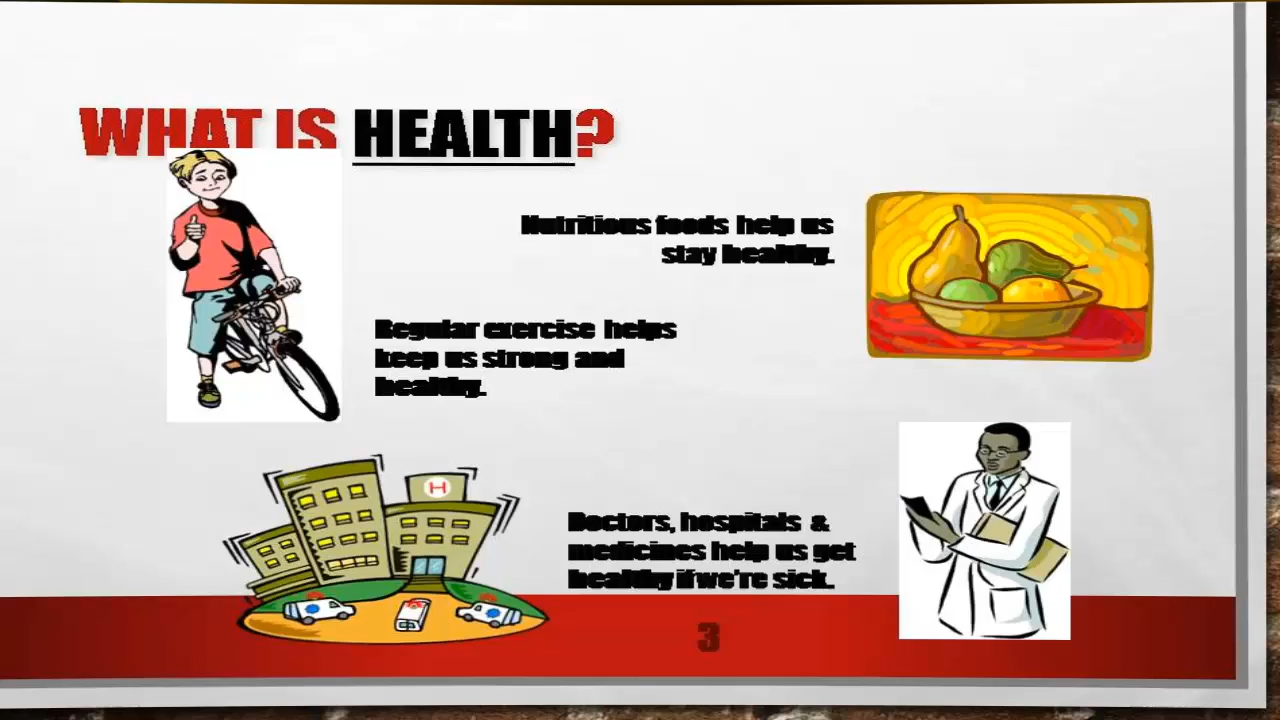 WHAT IS HEALTH?
Nutritious foods help us
stay healthy.
Regular exercise helps
keep us strong and
healthy.
H
Doctors, hospitals &
medicines help us get
healthy if we're sick.
3